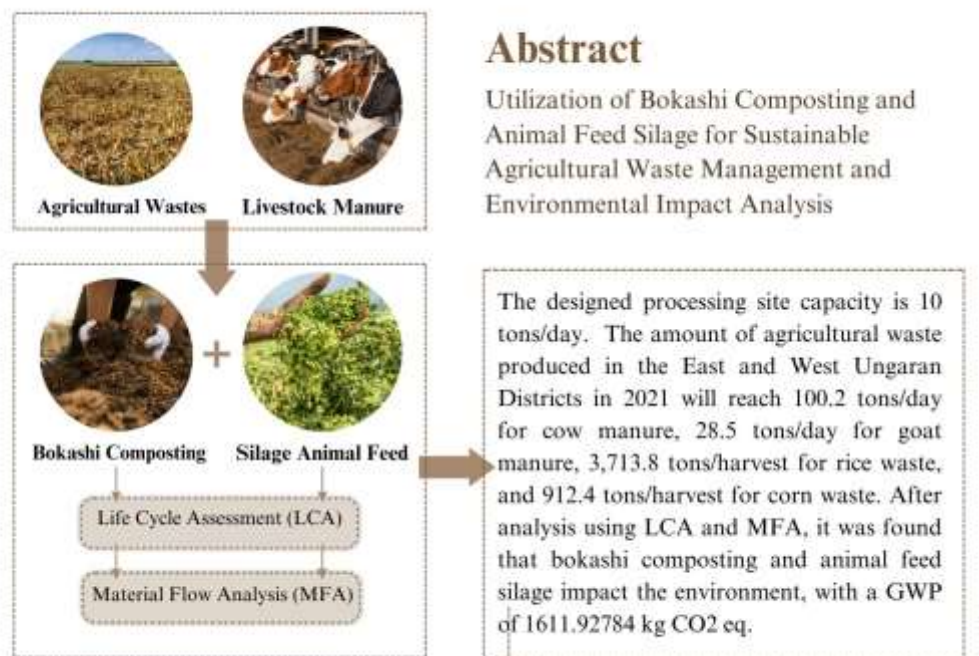 Abstract
Utilization of Bokashi Composting and
Animal Feed Silage for Sustainable
Agricultural Waste Management and
Environmental Impact Analysis
Agricultural Wastes
Livestock Manure
+
Bokashi Composting
Silage Animal Feed
Life Cycle Assessment (LCA)
Material Flow Analysis (MFA)
The designed processing site capacity is 10
tons/day. The amount of agricultural waste
produced in the East and West Ungaran
Districts in 2021 will reach 100.2 tons/day
for cow manure, 28.5 tons/day for goat
manure, 3,713.8 tons/harvest for rice waste,
and 912.4 tons/harvest for corn waste. After
analysis using LCA and MFA, it was found
that bokashi composting and animal feed
silage impact the environment, with a GWP
of 1611.92784 kg CO2 eq.